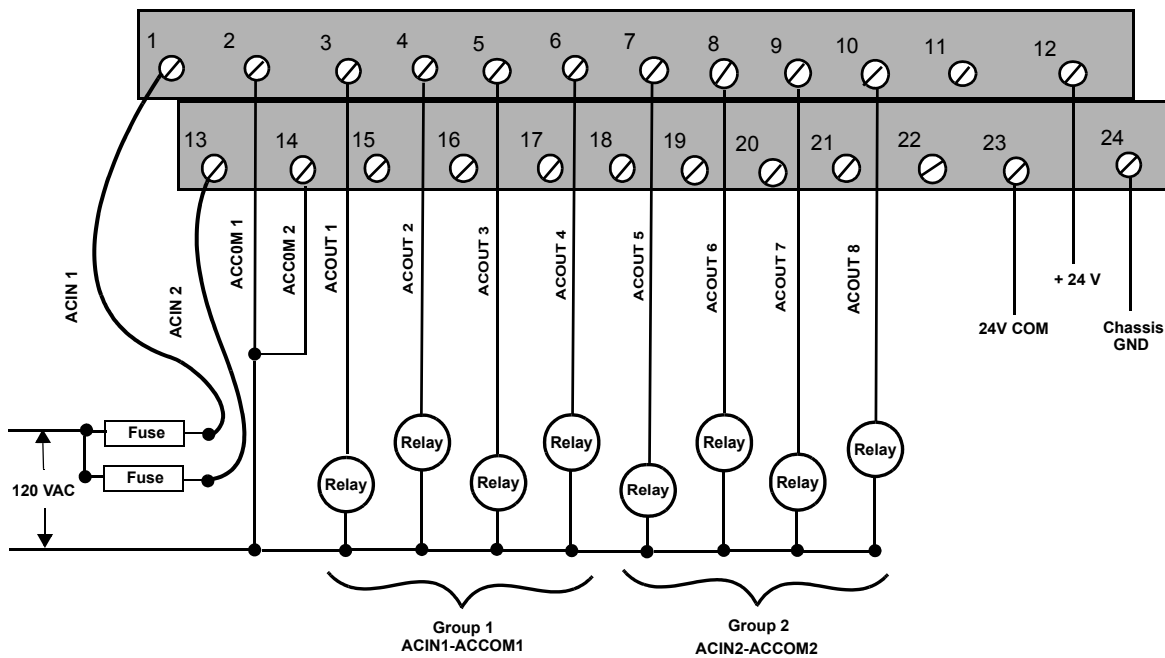 1 2 3 4 5 6 7 8 9 10 11 12
13 14 15 16 17 18 19 20 21 22 23 24
ACIN 1
ACIN 2
ACC0M 1
ACC0M 2
ACOUT 1
ACOUT 2
ACOUT 3
ACOUT 4
ACOUT 5
ACOUT 6
ACOUT 7
ACOUT 8
+ 24 V
24V COM
Chassis
GND
Fuse
Fuse
120 VAC
Relay
Relay
Relay
Relay
Relay
Relay
Relay
Relay
Group 1
ACIN1-ACCOM1
Group 2
ACIN2-ACCOM2